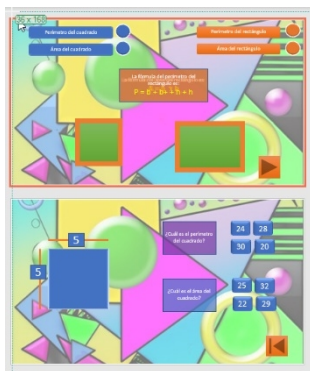 38 x 168
Perímetro del cuadrado
Perímetro del rectángulo
Área del cuadrado
Área del rectángulo
La fórmula del perímetro del
rectángulo es:
¿Cuál es el perímetro
del cuadrado?
24 28
30 20
5
5
¿Cuál es el área del
cuadrado?
25 32
22 29